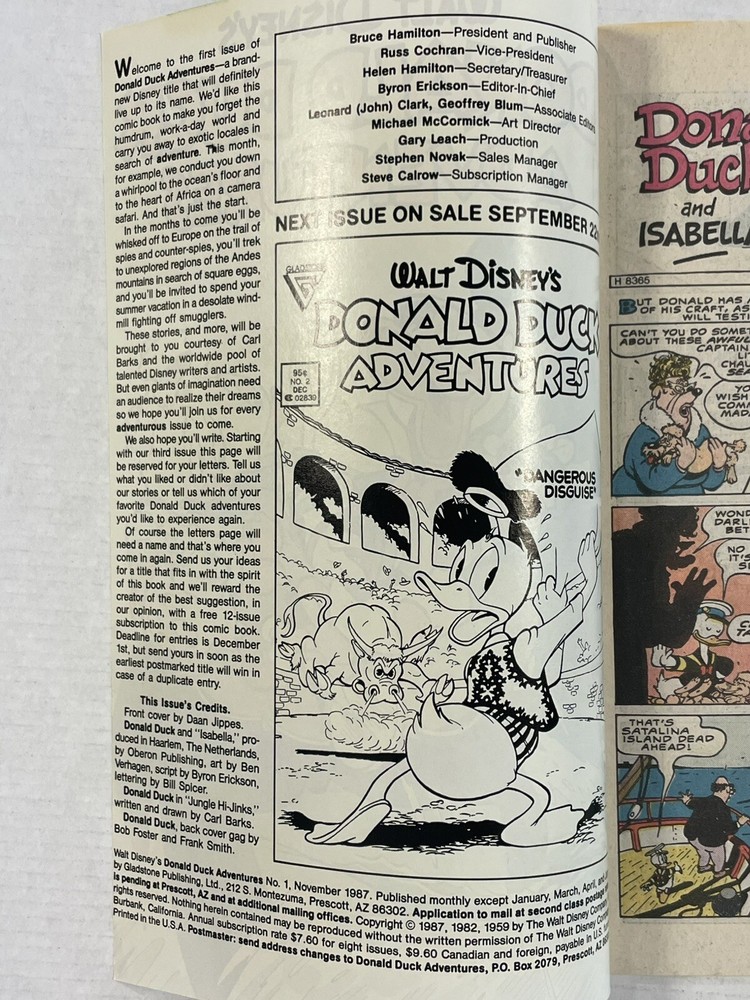 Welcome to the first issue of
Donald Duck Adventures—a brand-
new Disney title that will definitely
live up to its name. We'd like this
comic book to make you forget the
humdrum, work-a-day world and
carry you away to exotic locales in
search of adventure. This month,
for example, we conduct you down
a whirlpool to the ocean's floor and
to the heart of Africa on a camera
safari. And that's just the start.
In the months to come you'll be
whisked off to Europe on the trail of
spies and counter-spies, you'll trek
to unexplored regions of the Andes
mountains in search of square eggs,
and you'll be invited to spend your
summer vacation in a desolate wind-
mill fighting off smugglers.
These stories, and more, will be
brought to you courtesy of Carl
Barks and the worldwide pool of
talented Disney writers and artists.
But even giants of imagination need
an audience to realize their dreams
so we hope you'll join us for every
adventurous issue to come.
We also hope you'll write. Starting
with our third issue this page will
be reserved for your letters. Tell us
what you liked or didn't like about
our stories or tell us which of your
favorite Donald Duck adventures
you'd like to experience again.
Of course the letters page will
need a name and that's where you
come in again. Send us your ideas
for a title that fits in with the spirit
of this book and we'll reward the
creator of the best suggestion, in
our opinion, with a free 12-issue
subscription to this comic book.
Deadline for entries is December
1st, but send yours in soon as the
earliest postmarked title will win in
case of a duplicate entry.
This Issue's Credits.
Front cover by Daan Jippes.
Donald Duck and "Isabella," pro-
duced in Haarlem, The Netherlands,
by Oberon Publishing, art by Ben
Verhagen, script by Byron Erickson,
lettering by Bill Spicer.
Donald Duck in "Jungle Hi-Jinks,"
written and drawn by Carl Barks.
Donald Duck, back cover gag by
Bob Foster and Frank Smith.
Bruce Hamilton—President and Publisher
Russ Cochran—Vice-President
Helen Hamilton—Secretary/Treasurer
Byron Erickson—Editor-In-Chief
Leonard (John) Clark, Geoffrey Blum—Associate Editors
Michael McCormick—Art Director
Gary Leach—Production
Stephen Novak—Sales Manager
Steve Calrow—Subscription Manager
NEXT ISSUE ON SALE SEPTEMBER
GLADSTONE
WALT DISNEY'S
DONALD DUCK
ADVENTURES
95¢
NO. 2
DEC
02830
"DANGEROUS
DISGUISE"
Walt Disney's Donald Duck Adventures No. 1, November 1987. Published monthly except January, March, April, and
by Gladstone Publishing, Ltd., 212 S. Montezuma, Prescott, AZ 86302. Application to mail at second class postage
is pending at Prescott, AZ and at additional mailing offices. Copyright © 1987, 1982, 1959 by The Walt Disney Company.
rights reserved. Nothing herein contained may be reproduced without the written permission of The Walt Disney
Burbank, California. Annual subscription rate $7.60 for eight issues, $9.60 Canadian and foreign, payable in U.S.
Printed in the U.S.A. Postmaster: send address changes to Donald Duck Adventures, P.O. Box 2079, Prescott, AZ
Donald
Duck
and
ISABELLA
H 8365
BUT DONALD HAS
OF HIS CRAFT, AS
WILL
CAN'T YOU DO
ABOUT THESE AWFUL
CAPTAIN
WISH
THAT'S
SATALINA
ISLAND DEAD
AHEAD!